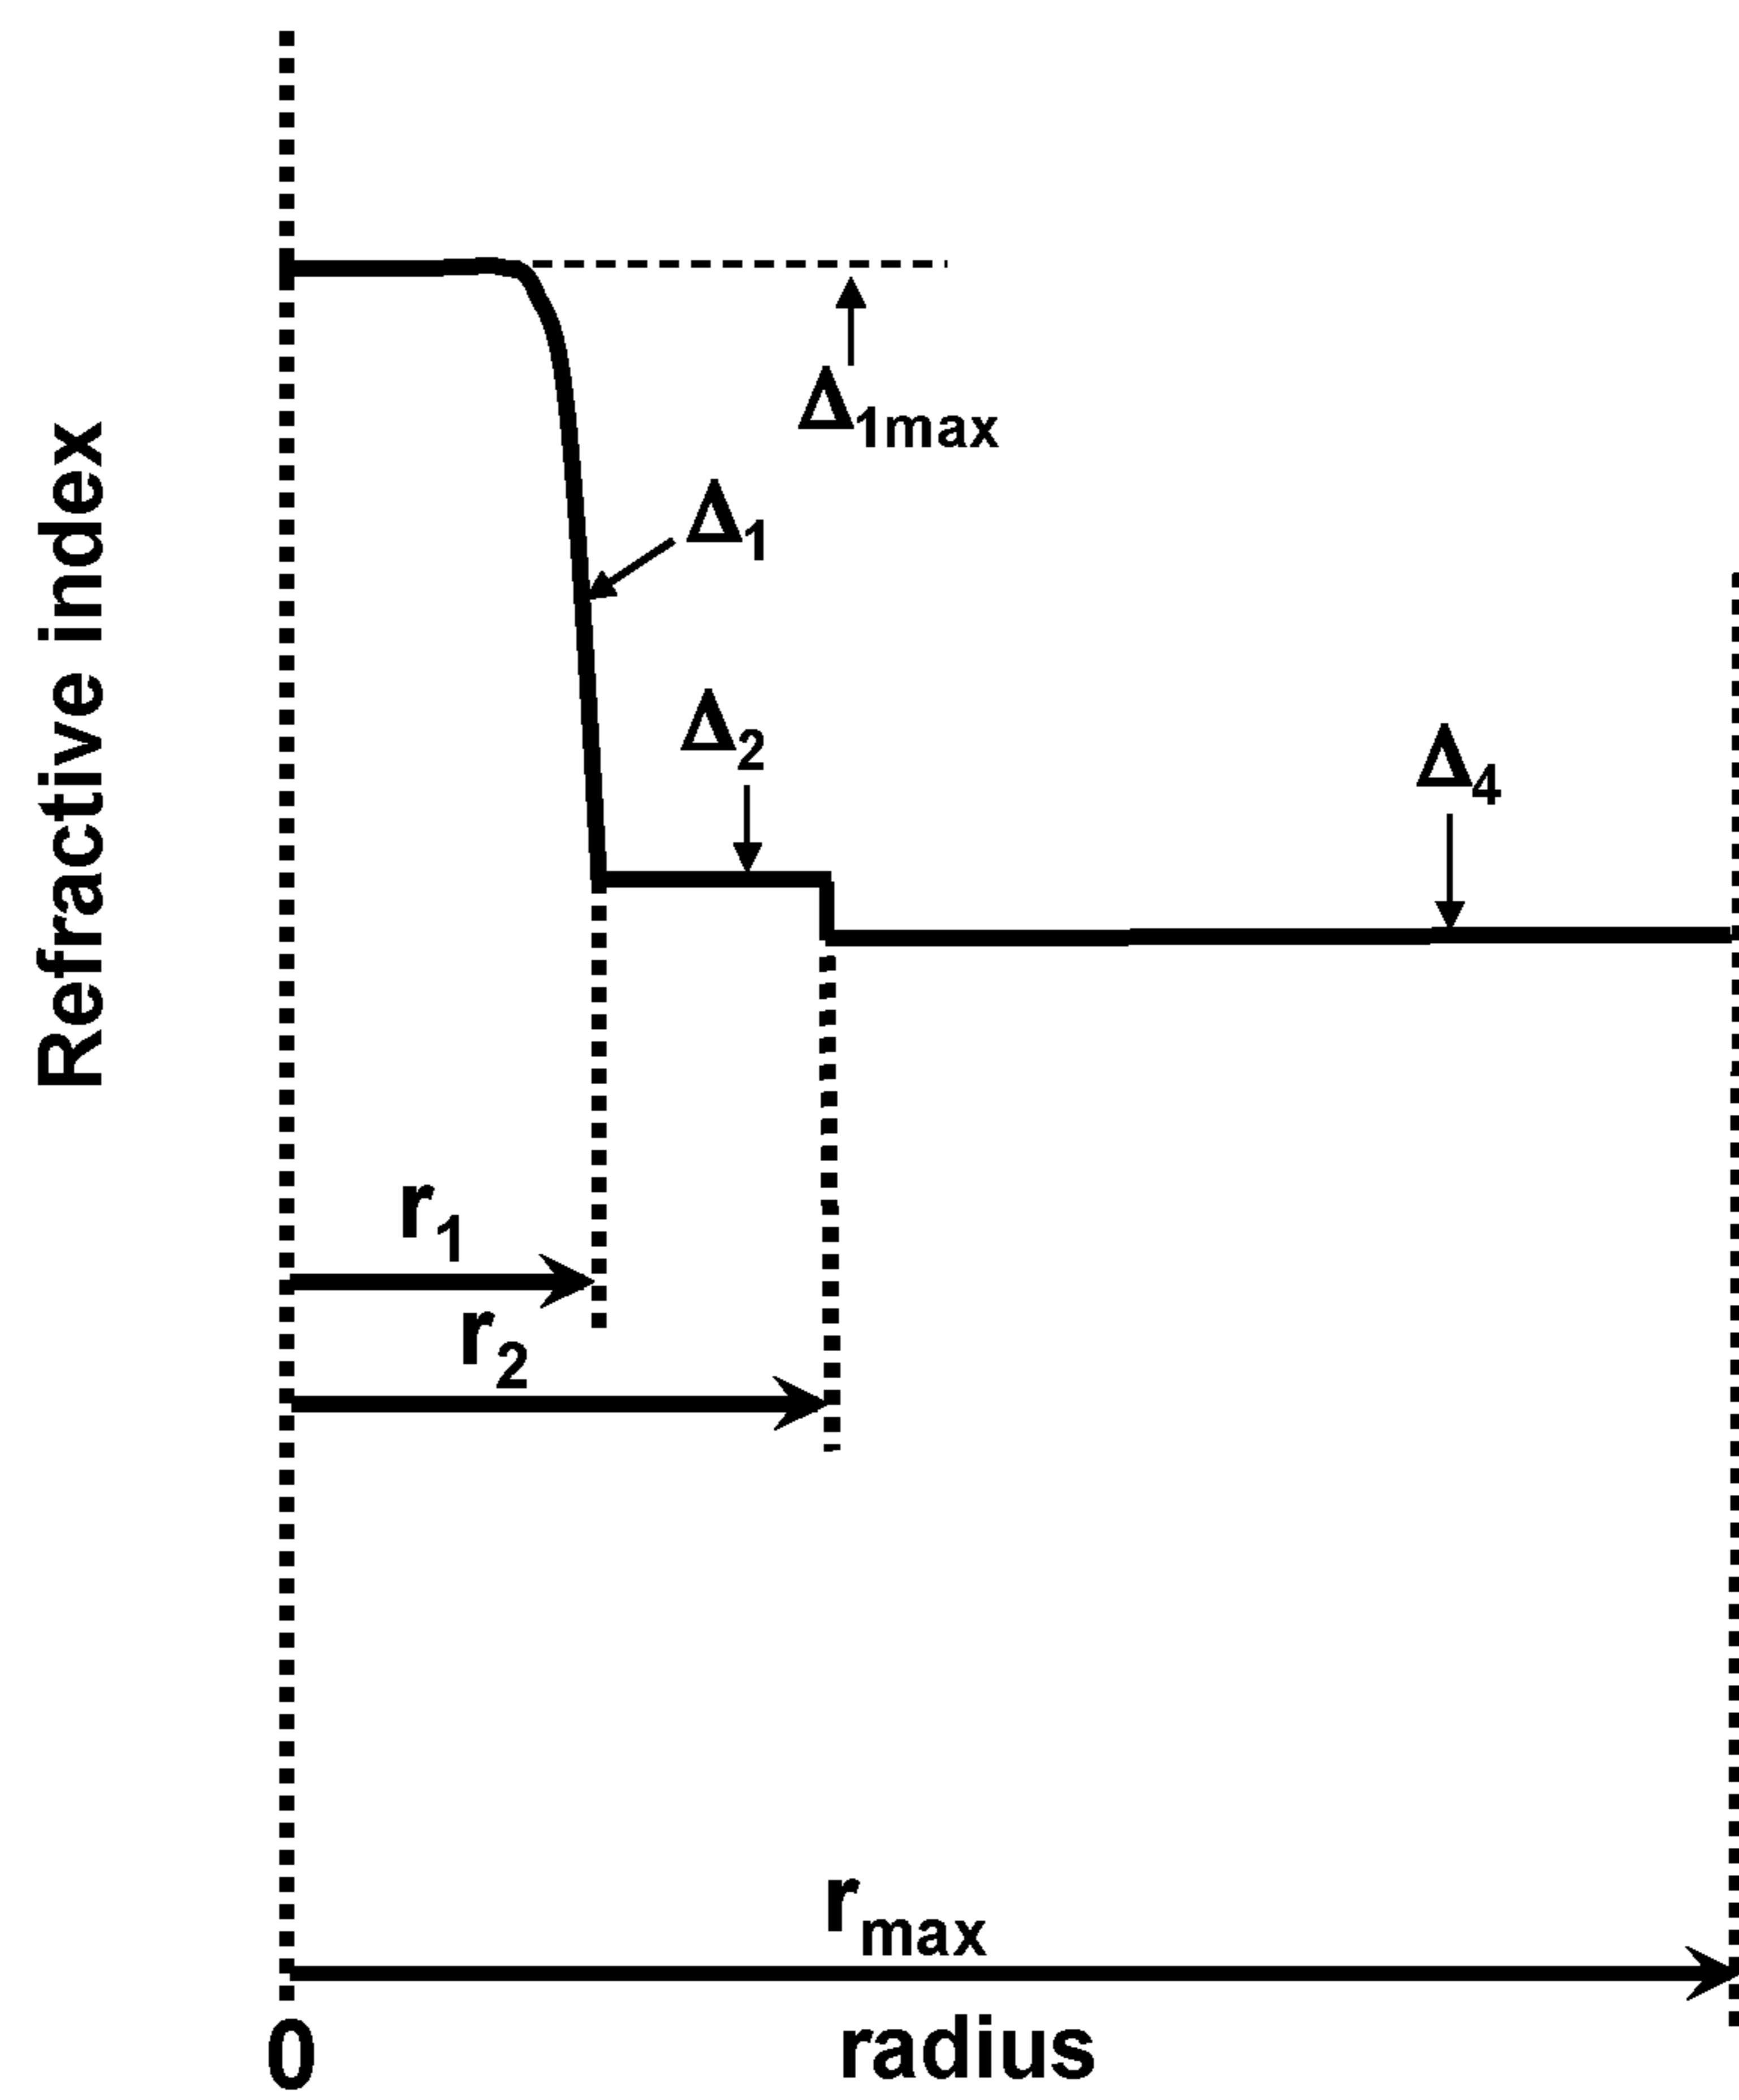 Refractive index
Δ1max
Δ1
Δ2
Δ4
r1
r2
rmax
0
radius